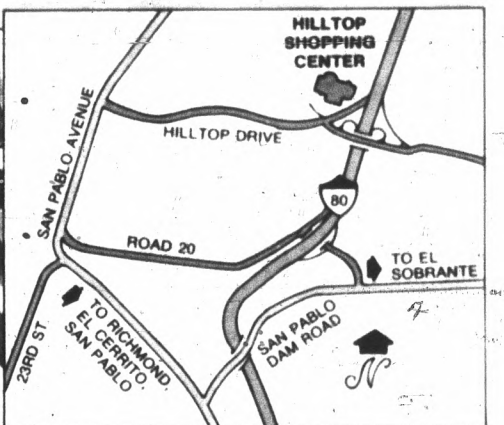 HILLTOP
SHOPPING
CENTER
SAN PABLO AVENUE
HILLTOP DRIVE
80
ROAD 20
TO EL
SOBRANTE
23RD ST
TO RICHMOND
EL CERRITO,
SAN PABLO
SAN PABLO
DAM ROAD
N